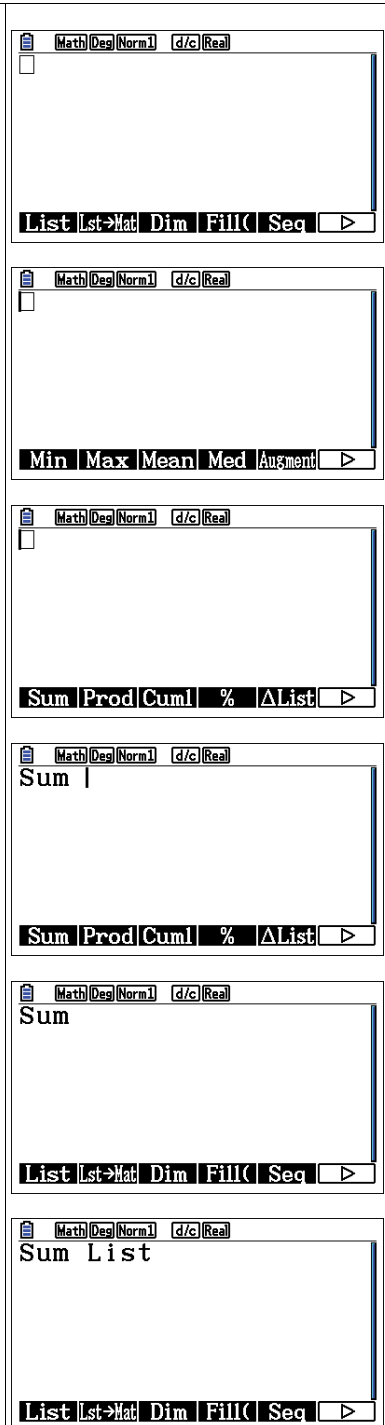 Math Deg Norm1 d/c Real
List Lst→Mat Dim Fill( Seq ▷
Math Deg Norm1 d/c Real
Min Max Mean Med Augment ▷
Math Deg Norm1 d/c Real
Sum Prod Cuml % ΔList ▷
Math Deg Norm1 d/c Real
Sum
Sum Prod Cuml % ΔList ▷
Math Deg Norm1 d/c Real
Sum
List Lst→Mat Dim Fill( Seq ▷
Math Deg Norm1 d/c Real
Sum List
List Lst→Mat Dim Fill( Seq ▷